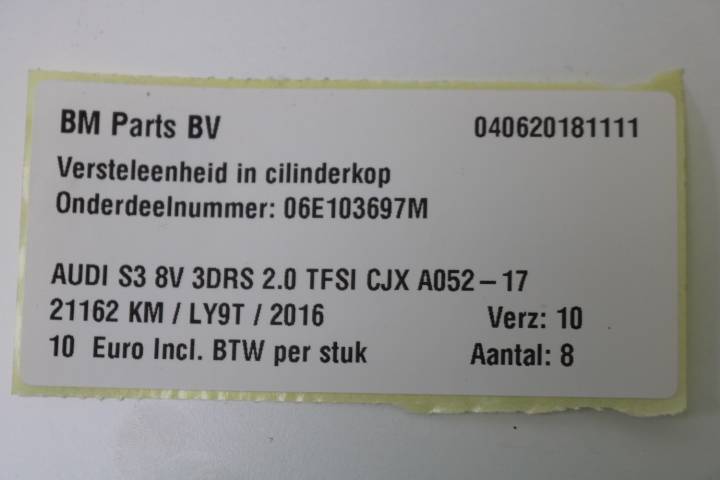 BM Parts BV 040620181111
Versteleenheid in cilinderkop
Onderdeelnummer: 06E103697M
AUDI S3 8V 3DRS 2.0 TFSI CJX A052-17
21162 KM / LY9T / 2016 Verz: 10
10 Euro Incl. BTW per stuk Aantal: 8